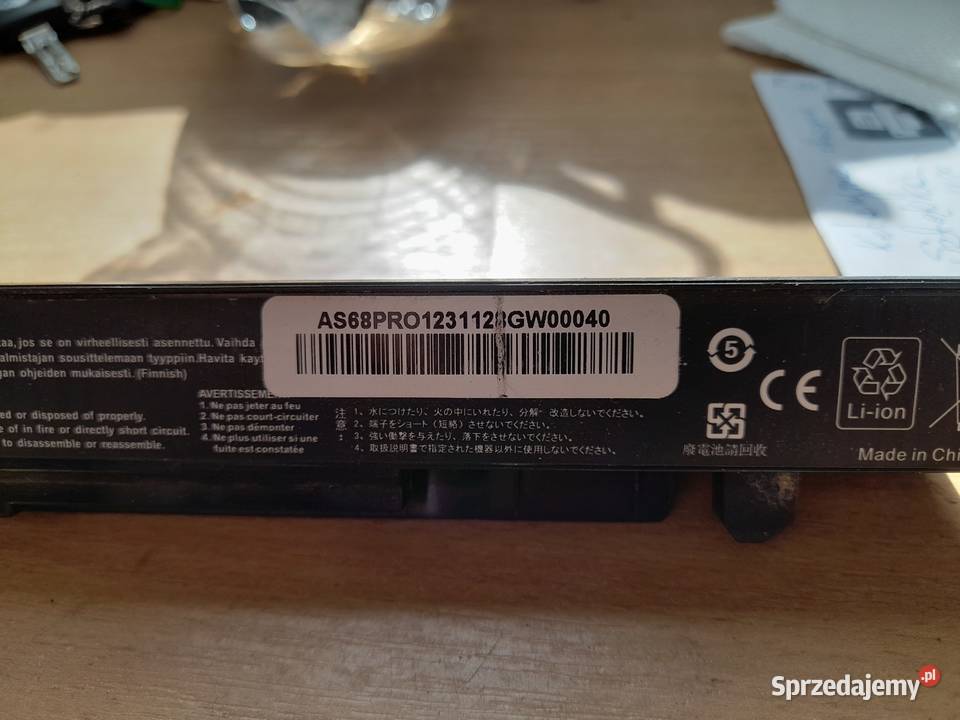 AS68PRO1231128GW00040
aa, jos se on virheellisesti asennettu. Vaihda
almistajan sousittelemaan tyyppiin.Havita kayt
gan ohjeiden mukaisesti. (Finnish)
ed or disposed of properly.
e of in fire or directly short circuit.
to disassemble or reassemble.
AVERTISSEME
1. Ne pas jeter au feu
2. Ne pas court-circuiter
3. Ne pas démonter
4. Ne plus utiliser si une
fuite est constatée
注意:
1、水につけたり、火の中にいれたり、分解 改造しないでください。
2、端子をショート(短絡)させないでください。
3、強い衝撃を与えたり、落下をさせないでください。
4、取扱説明書で指定された機器以外に使用しないでください。
5
CE
廢電池請回收
Li-ion
Made in Chi
Sprzedajemy.pl